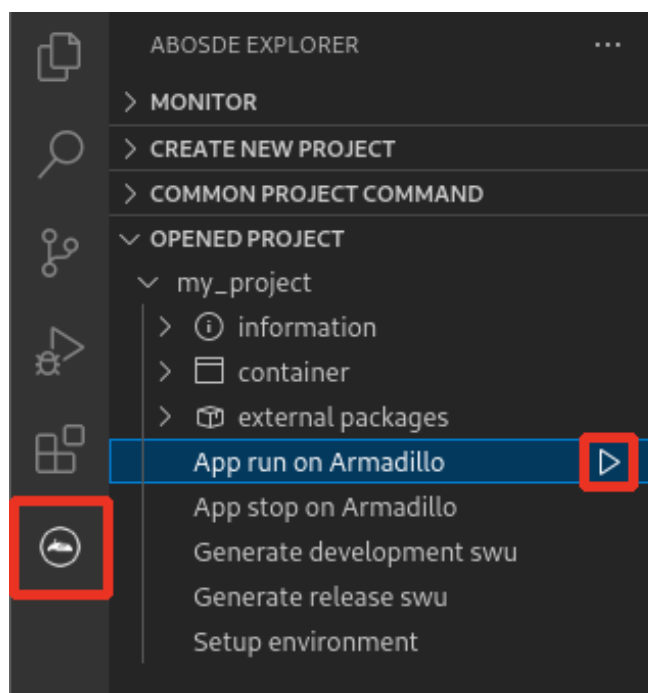 ABOSDE EXPLORER
MONITOR
CREATE NEW PROJECT
COMMON PROJECT COMMAND
OPENED PROJECT
my_project
information
container
external packages
App run on Armadillo
App stop on Armadillo
Generate development swu
Generate release swu
Setup environment